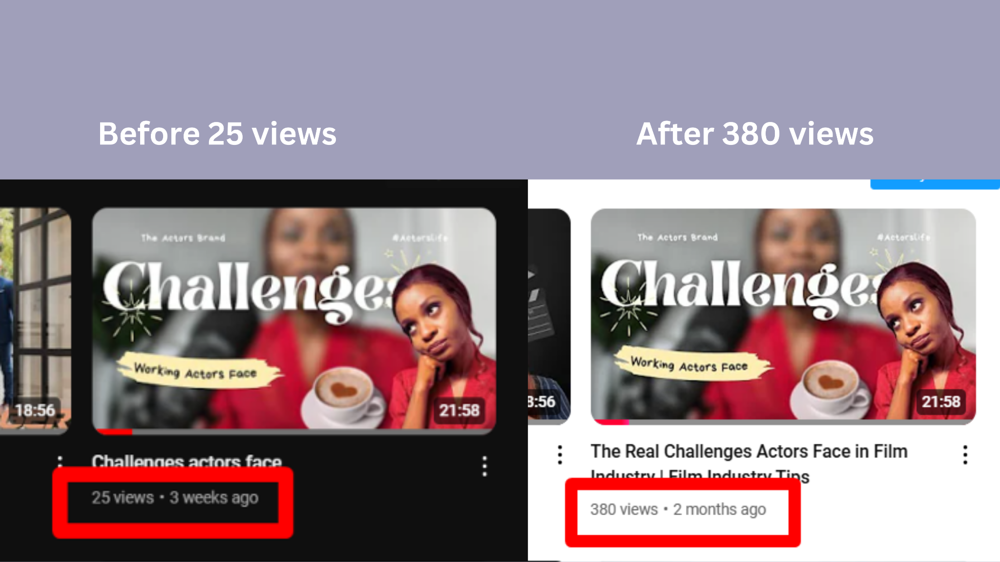 Before 25 views
After 380 views
The Actors Brand
#Actorslife
Challenges
Working Actors Face
18:56
21:58
Challenges actors face
25 views • 3 weeks ago
The Actors Brand
#Actorslife
Challenges
Working Actors Face
8:56
21:58
The Real Challenges Actors Face in Film
Industry | Film Industry Tips
380 views • 2 months ago